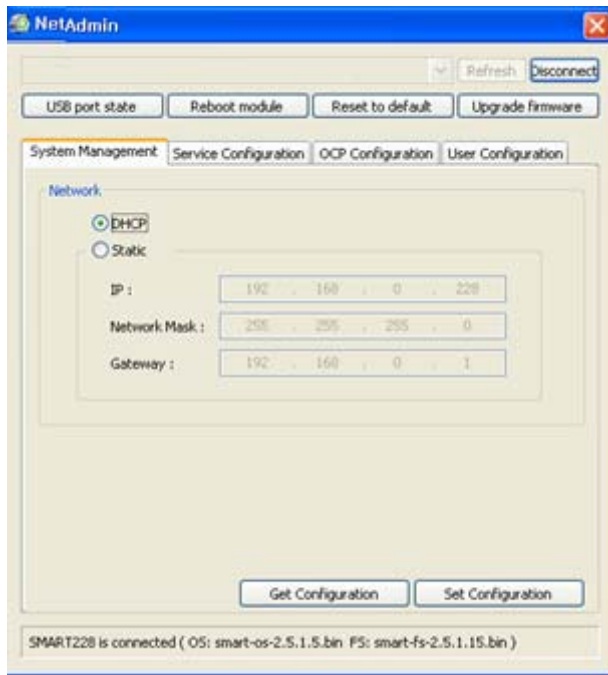 NetAdmin
Refresh Disconnect
USB port state Reboot module Reset to default Upgrade firmware
System Management Service Configuration OCP Configuration User Configuration
Network
DHCP
Static
IP : 192 . 168 . 0 . 228
Network Mask : 255 . 255 . 255 . 0
Gateway : 192 . 168 . 0 . 1
Get Configuration Set Configuration
SMART228 is connected ( OS: smart-os-2.5.1.5.bin FS: smart-fs-2.5.1.15.bin )